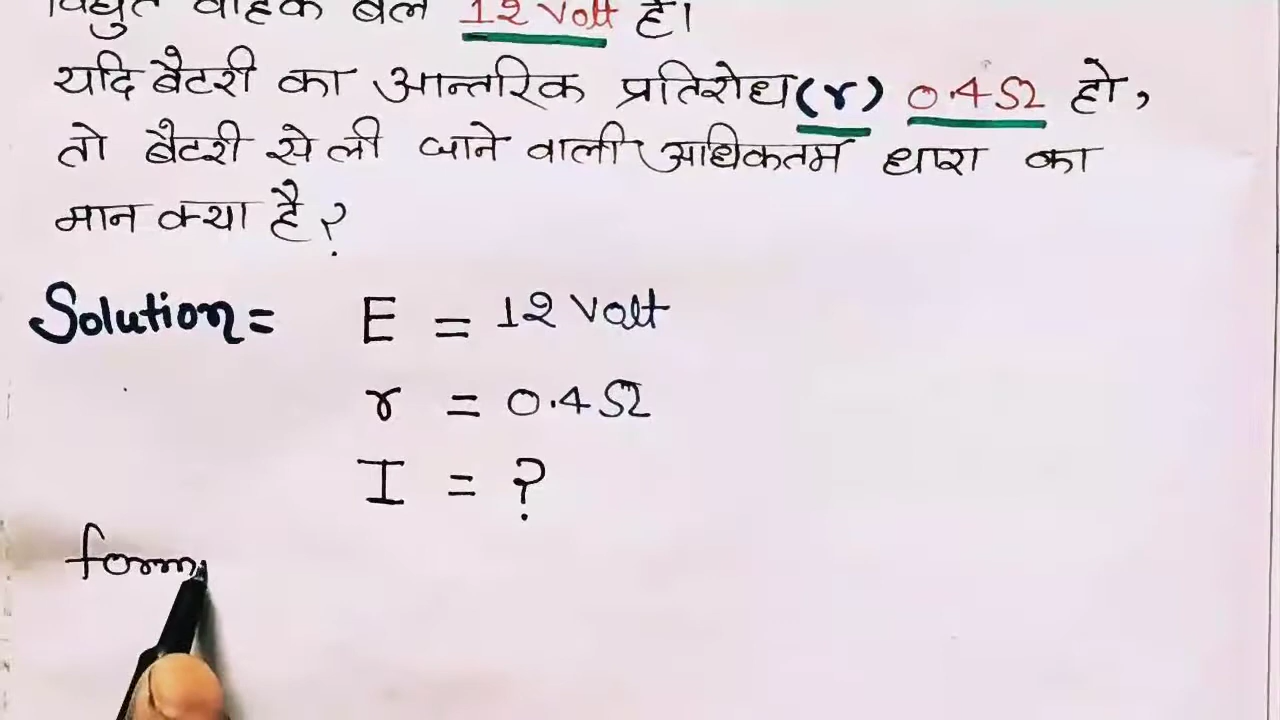 विद्युत वाहक बल 12 Volt है।
यदि बैटरी का आन्तरिक प्रतिरोध(r) 0.4Ω हो,
तो बैटरी से ली जाने वाली अधिकतम धारा का
मान क्या है?
Solution= E = 12 Volt
r = 0.4Ω
I = ?
form